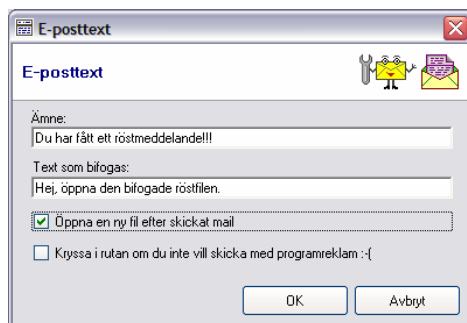 E-posttext
E-posttext
Ämne:
Du har fått ett röstmeddelande!!!
Text som bifogas:
Hej, öppna den bifogade röstfilen.
Öppna en ny fil efter skickat mail
Kryssa i rutan om du inte vill skicka med programreklam :-{
OK
Avbryt